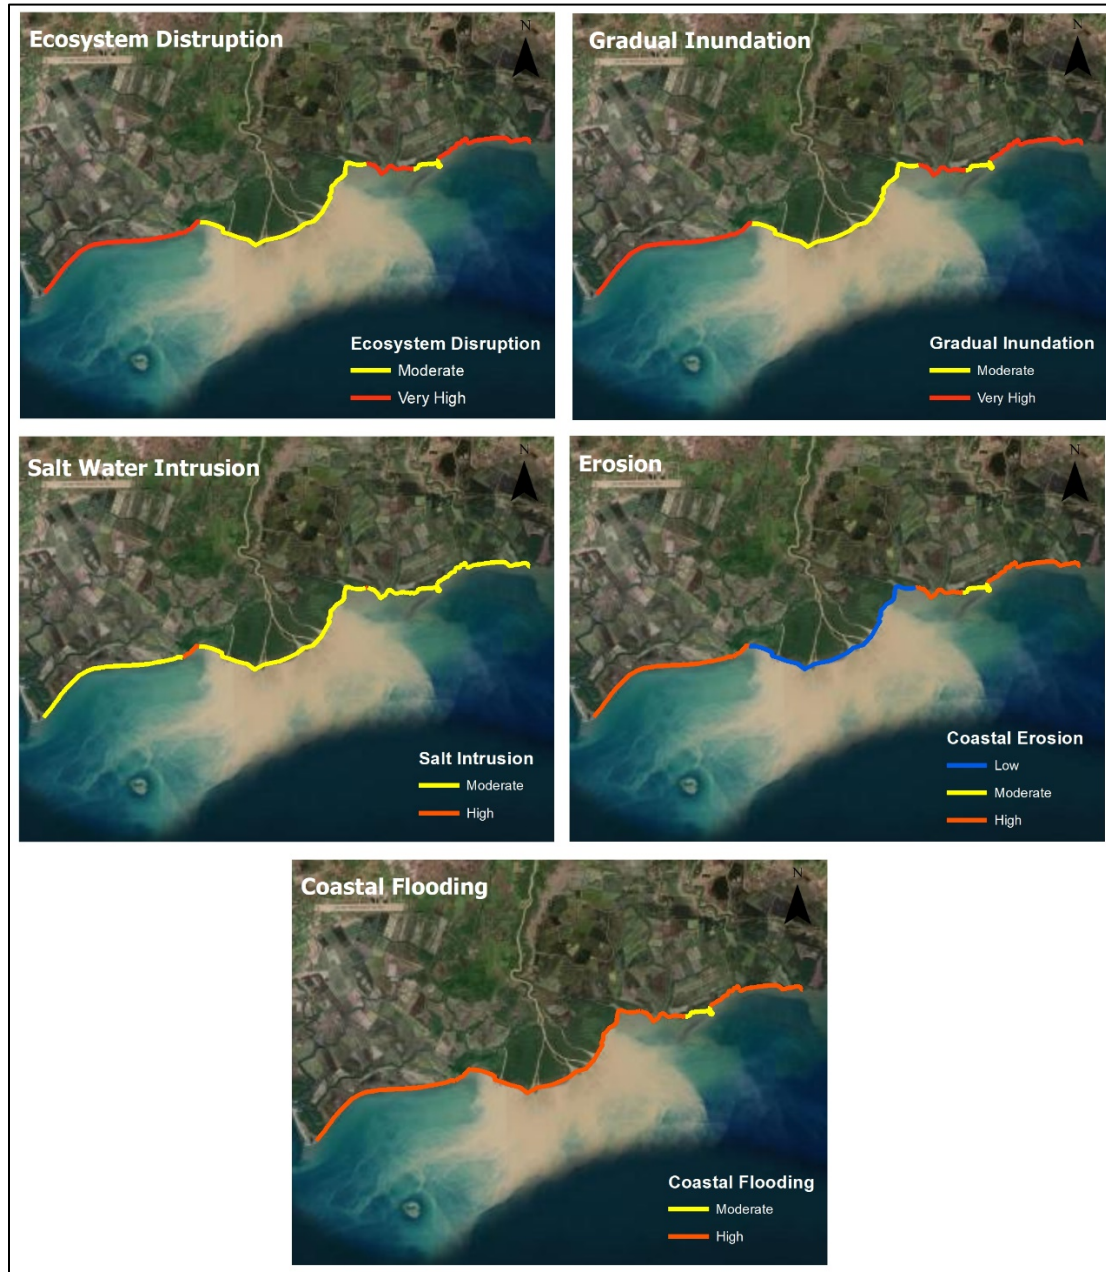 Ecosystem Distruption
N
Ecosystem Disruption
Moderate
Very High
Gradual Inundation
N
Gradual Inundation
Moderate
Very High
Salt Water Intrusion
N
Salt Intrusion
Moderate
High
Erosion
N
Coastal Erosion
Low
Moderate
High
Coastal Flooding
N
Coastal Flooding
Moderate
High